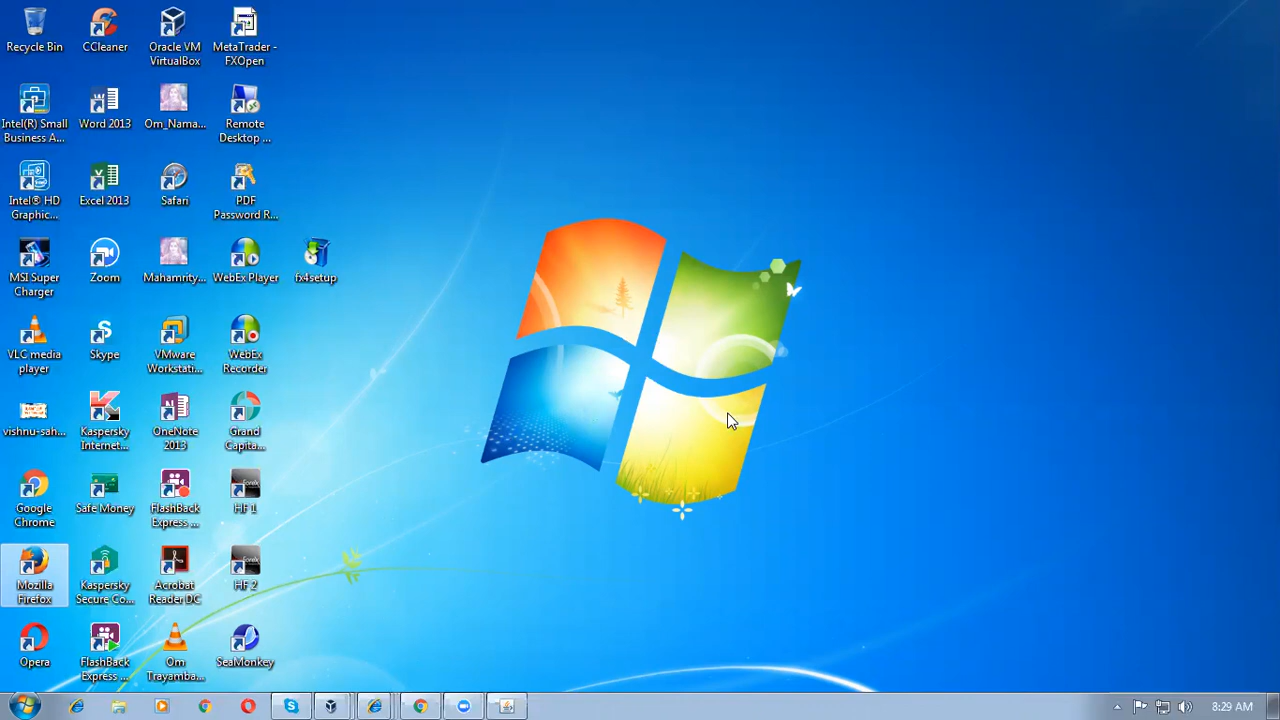 Recycle Bin
CCleaner
Oracle VM
VirtualBox
MetaTrader -
FXOpen
Intel(R) Small
Business A...
Word 2013
Om_Nama...
Remote
Desktop ...
Intel® HD
Graphic...
Excel 2013
Safari
PDF
Password R...
MSI Super
Charger
Zoom
Mahamrity...
WebEx Player
fx4setup
VLC media
player
Skype
VMware
Workstati...
WebEx
Recorder
vishnu-sah...
Kaspersky
Internet...
OneNote
2013
Grand
Capita...
Google
Chrome
Safe Money
FlashBack
Express ...
HF 1
Mozilla
Firefox
Kaspersky
Secure Co...
Acrobat
Reader DC
HF 2
Opera
FlashBack
Express ...
Om
Trayamba...
SeaMonkey
8:29 AM